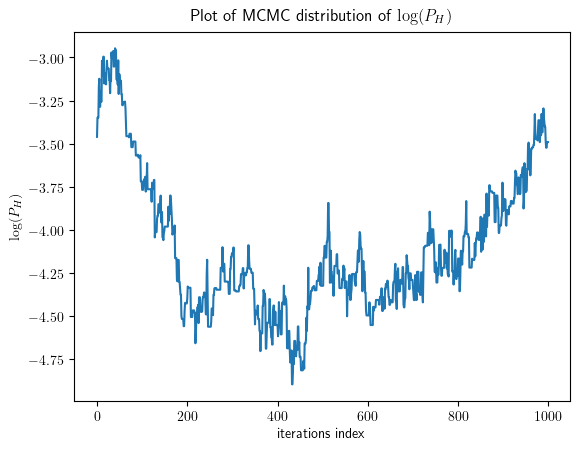 Plot of MCMC distribution of log(P_H)
−3.00
−3.25
−3.50
−3.75
−4.00
−4.25
−4.50
−4.75
log(P_H)
0 200 400 600 800 1000
iterations index